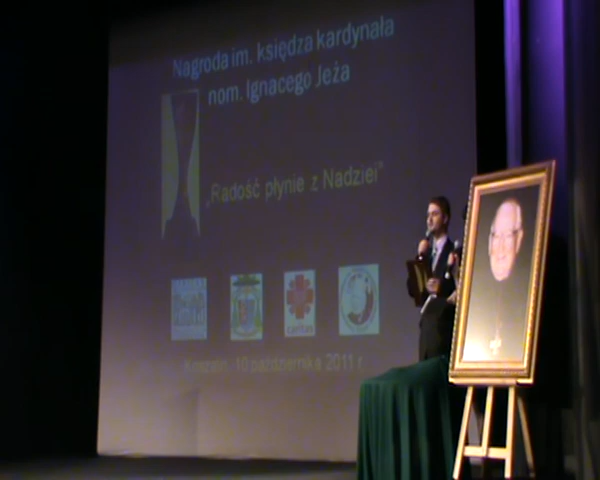 Nagroda im. księdza kardynała
nom. Ignacego Jeża
„Radość płynie z Nadziei"
Caritas
Koszalin, 10 października 2011 r.